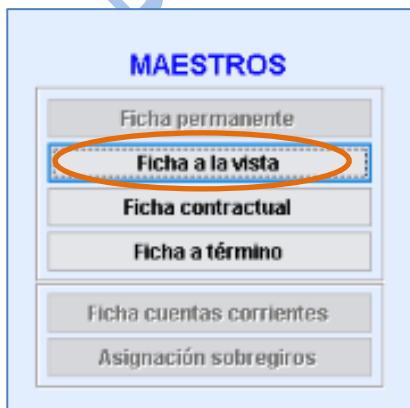 MAESTROS
Ficha permanente
Ficha a la vista
Ficha contractual
Ficha a término
Ficha cuentas corrientes
Asignación sobregiros